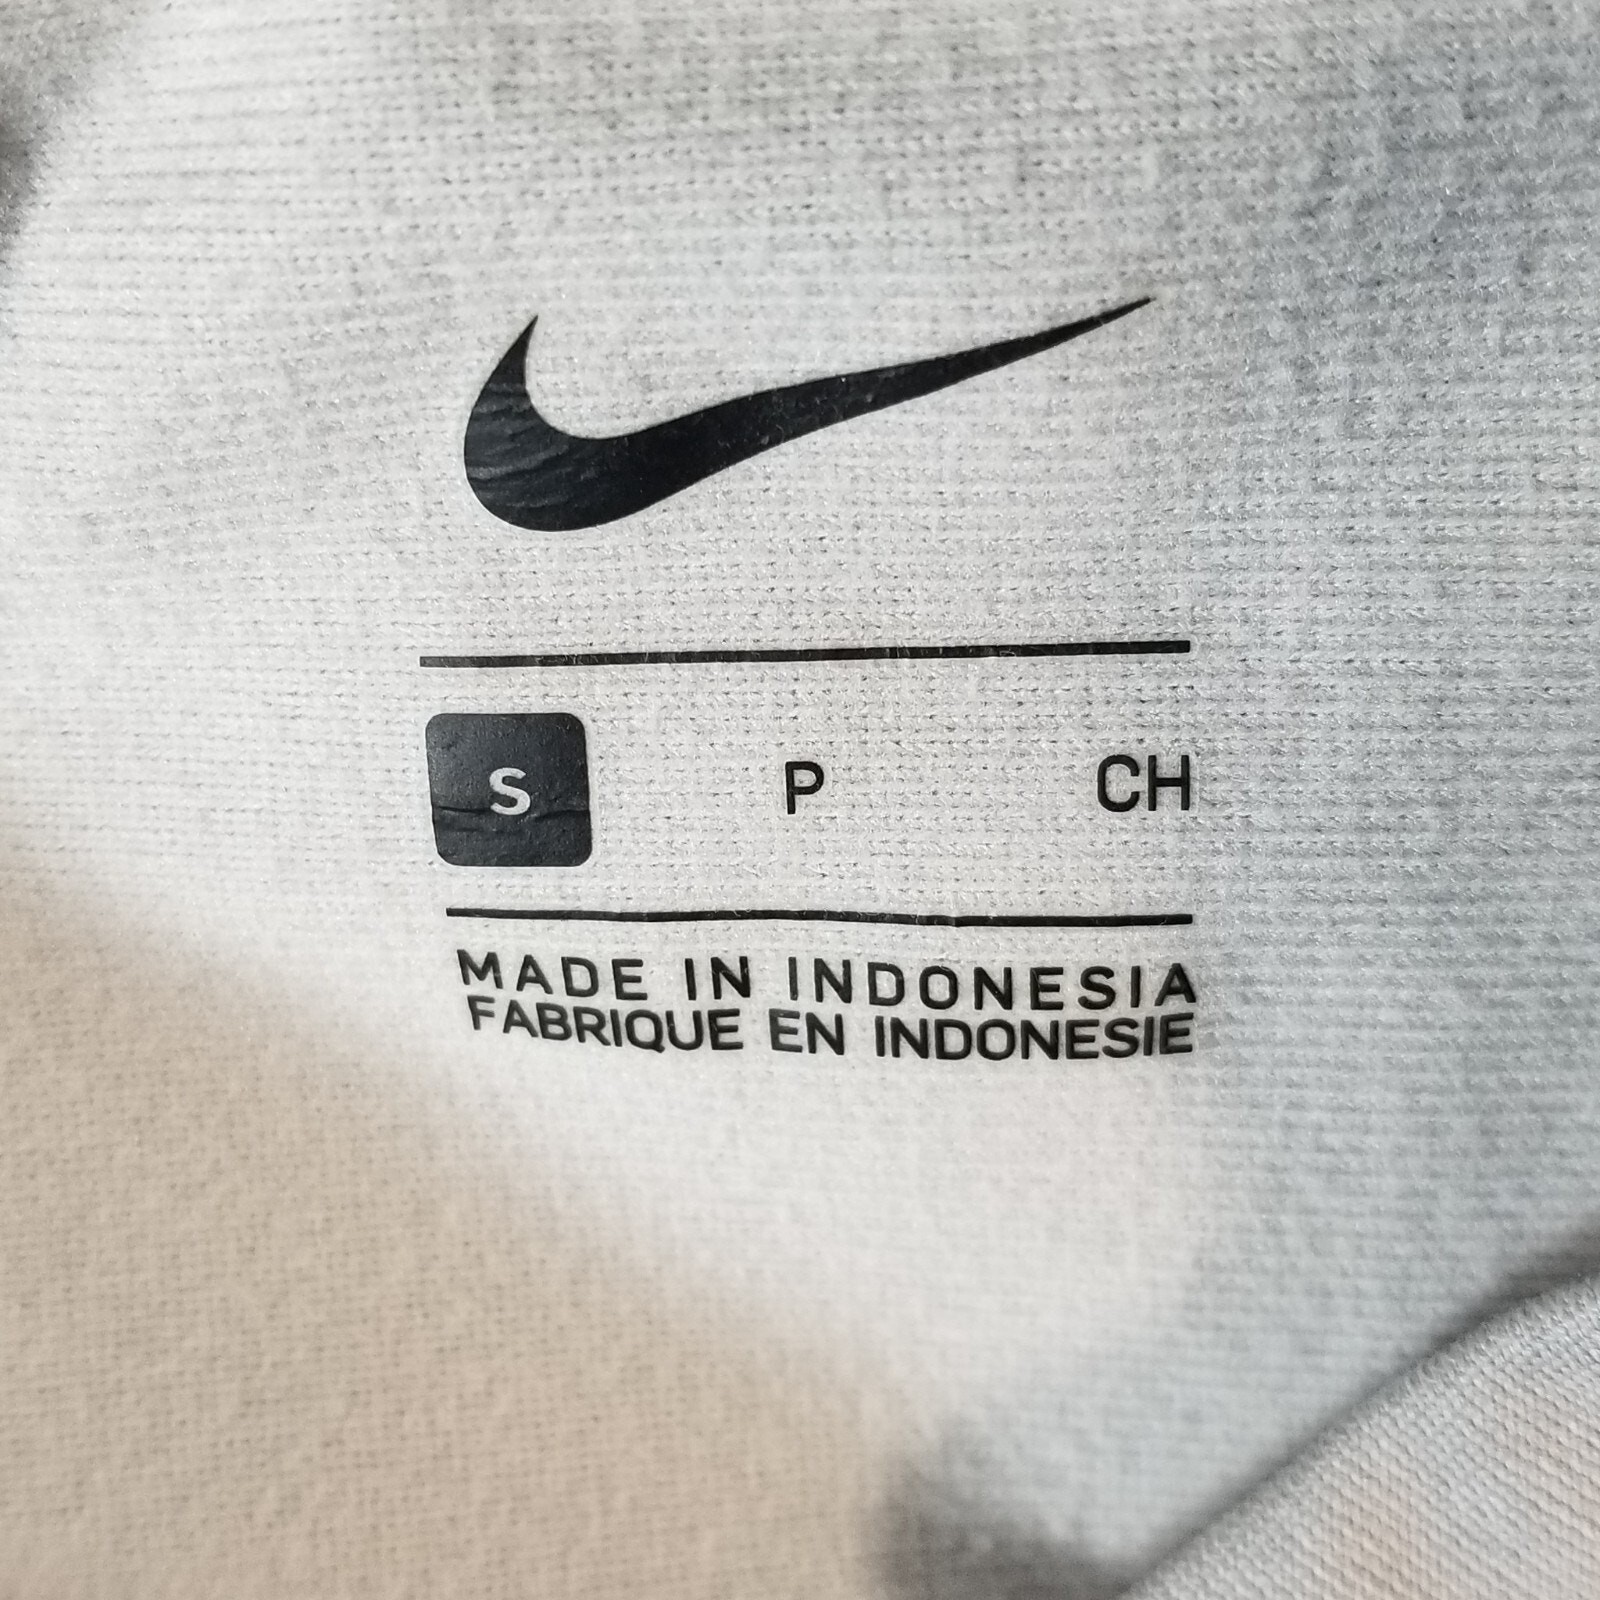 S P CH
MADE IN INDONESIA
FABRIQUE EN INDONESIE